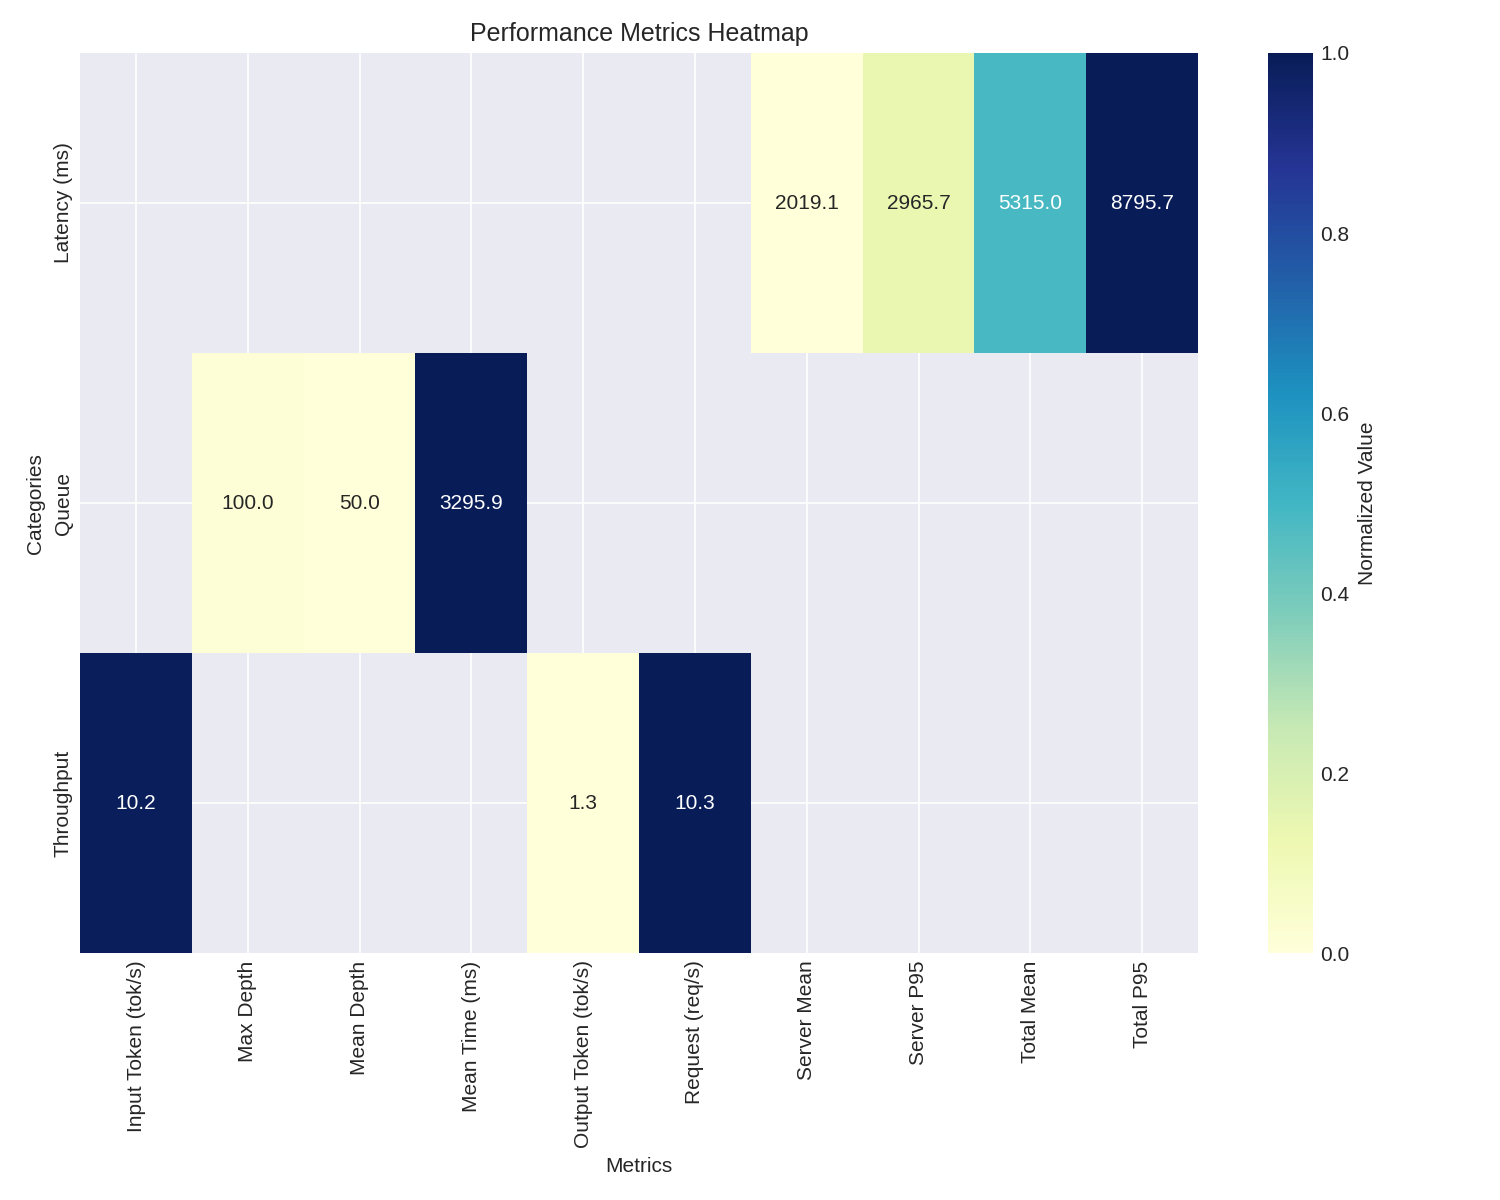 Performance Metrics Heatmap
Latency (ms)
2019.1 2965.7 5315.0 8795.7
Categories
Queue
100.0 50.0 3295.9
Throughput
10.2 1.3 10.3
Input Token (tok/s)
Max Depth
Mean Depth
Mean Time (ms)
Output Token (tok/s)
Request (req/s)
Server Mean
Server P95
Total Mean
Total P95
Metrics
1.0
0.8
0.6
0.4
0.2
0.0
Normalized Value